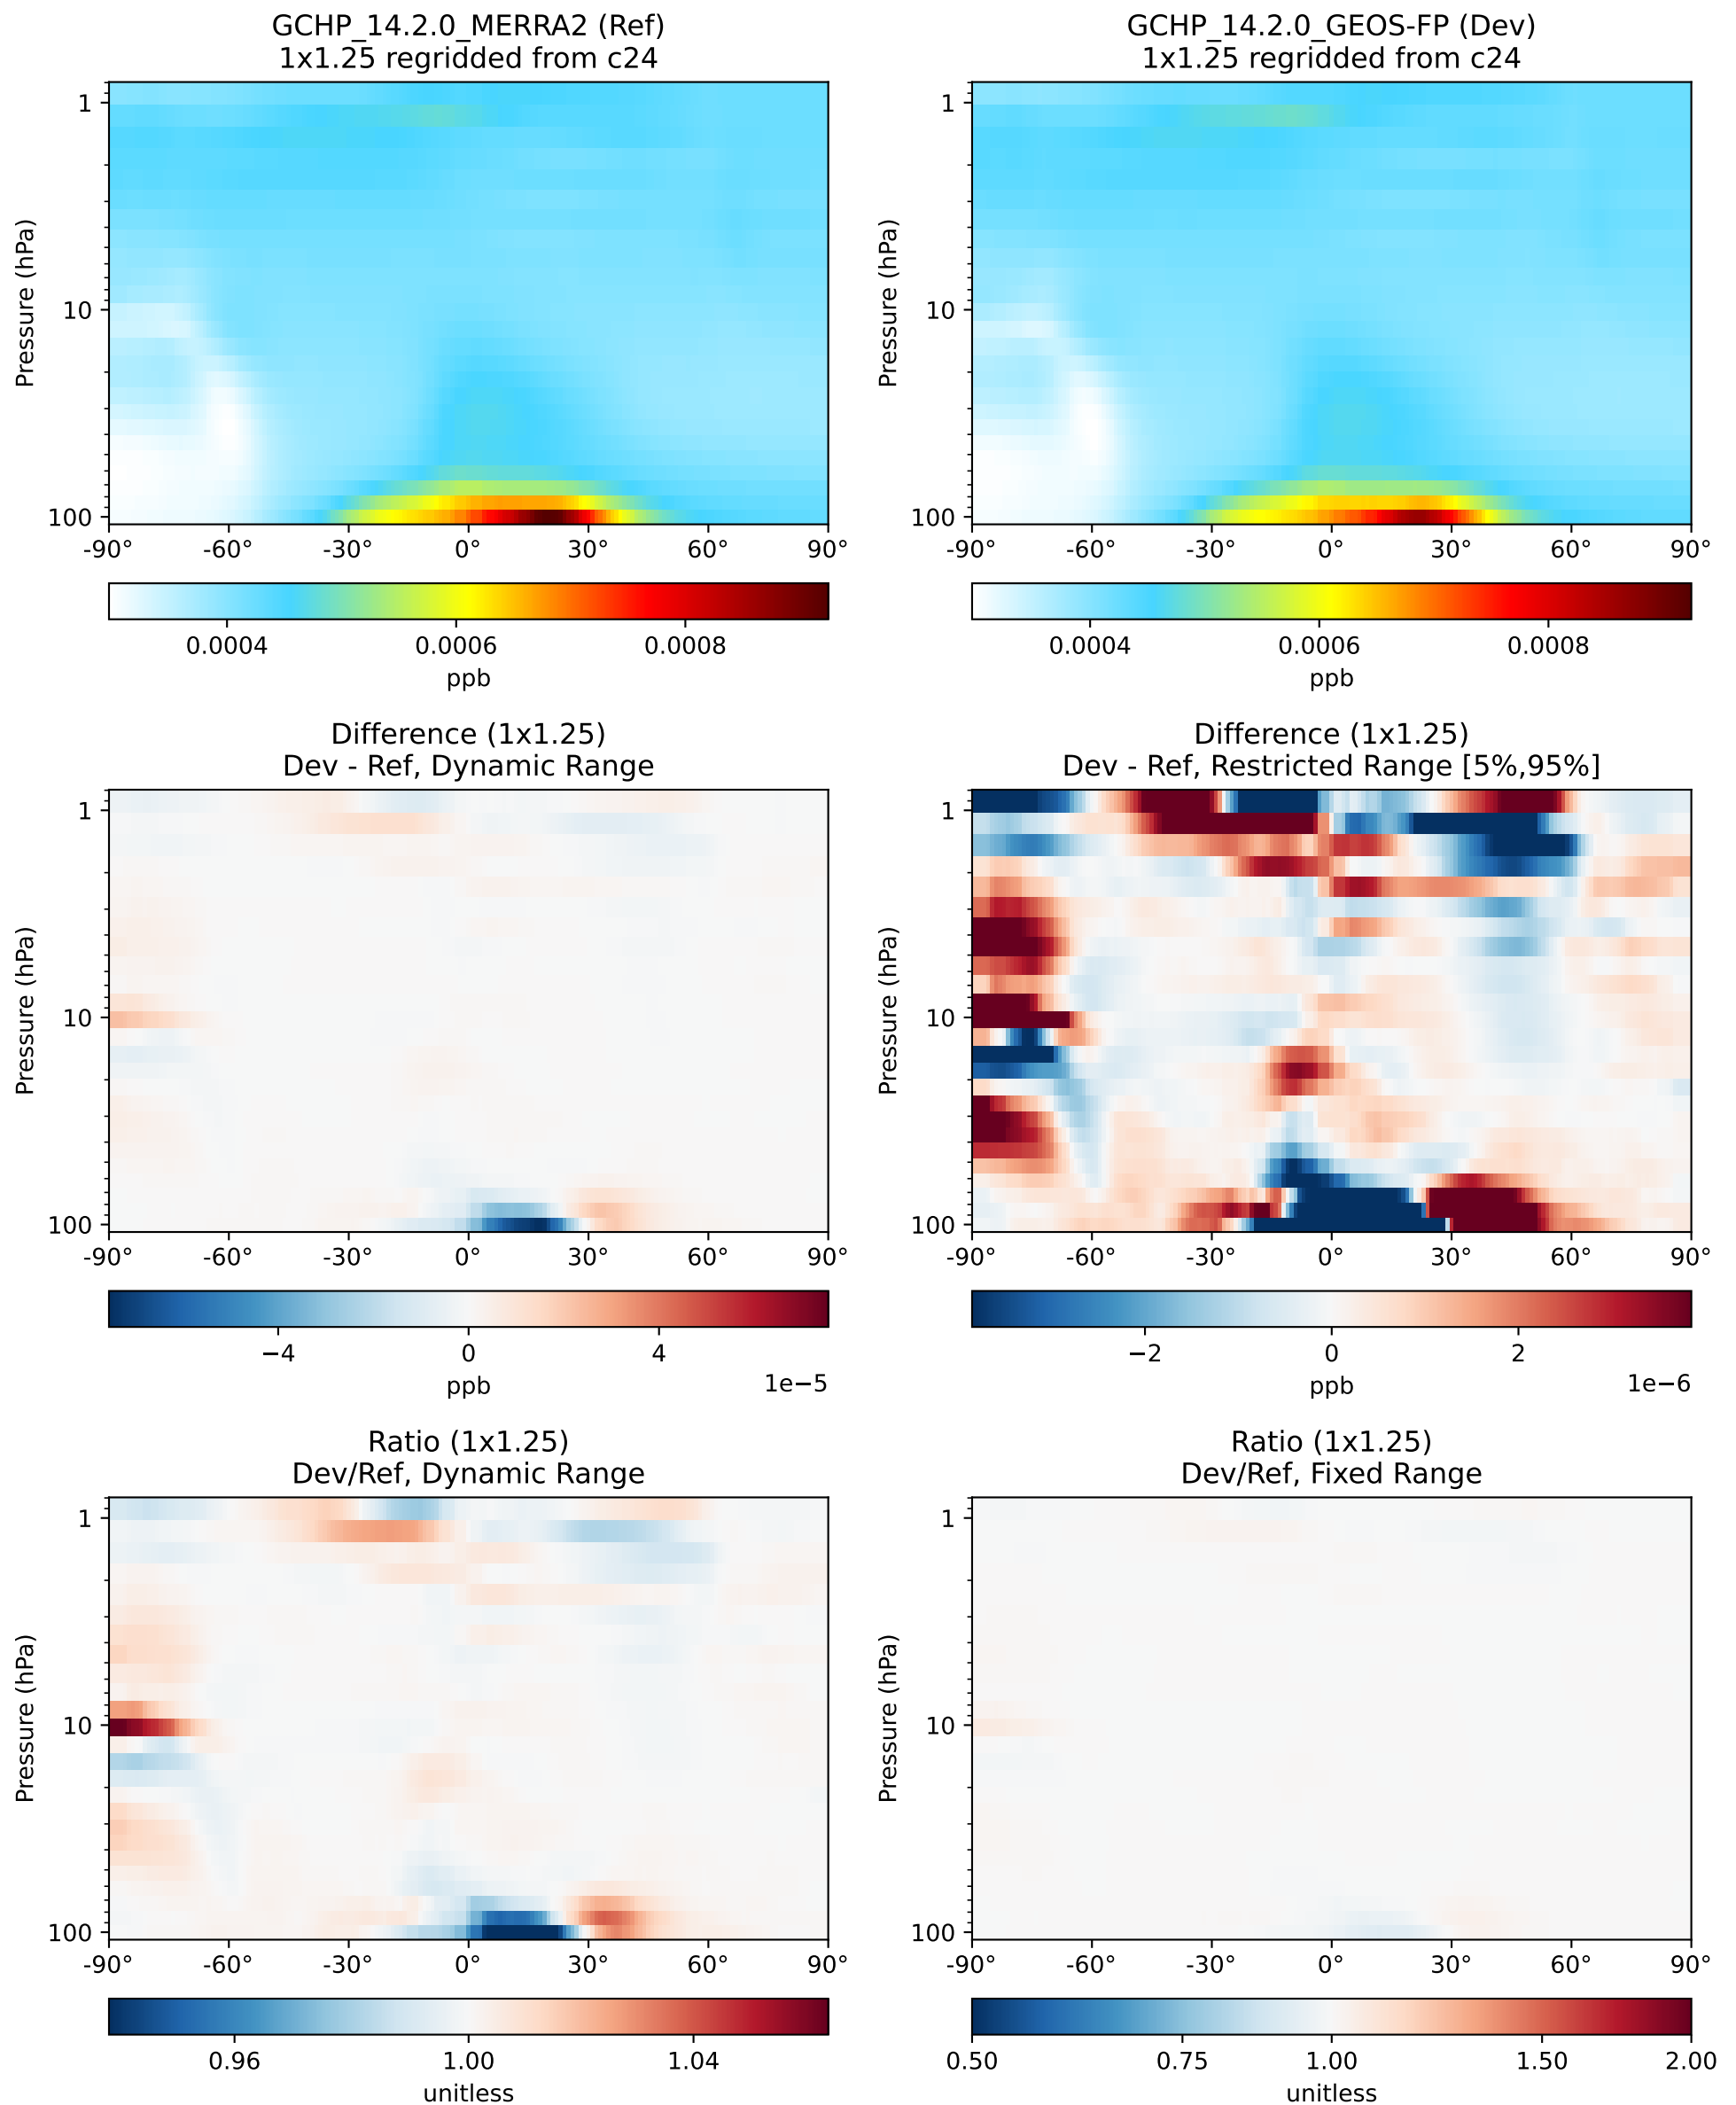 GCHP_14.2.0_MERRA2 (Ref)
1x1.25 regridded from c24
Pressure (hPa)
1
10
100
-90° -60° -30° 0° 30° 60° 90°
0.0004 0.0006 0.0008
ppb
GCHP_14.2.0_GEOS-FP (Dev)
1x1.25 regridded from c24
Pressure (hPa)
1
10
100
-90° -60° -30° 0° 30° 60° 90°
0.0004 0.0006 0.0008
ppb
Difference (1x1.25)
Dev - Ref, Dynamic Range
Pressure (hPa)
1
10
100
-90° -60° -30° 0° 30° 60° 90°
−4 0 4
ppb
1e−5
Difference (1x1.25)
Dev - Ref, Restricted Range [5%,95%]
Pressure (hPa)
1
10
100
-90° -60° -30° 0° 30° 60° 90°
−2 0 2
ppb
1e−6
Ratio (1x1.25)
Dev/Ref, Dynamic Range
Pressure (hPa)
1
10
100
-90° -60° -30° 0° 30° 60° 90°
0.96 1.00 1.04
unitless
Ratio (1x1.25)
Dev/Ref, Fixed Range
Pressure (hPa)
1
10
100
-90° -60° -30° 0° 30° 60° 90°
0.50 0.75 1.00 1.50 2.00
unitless